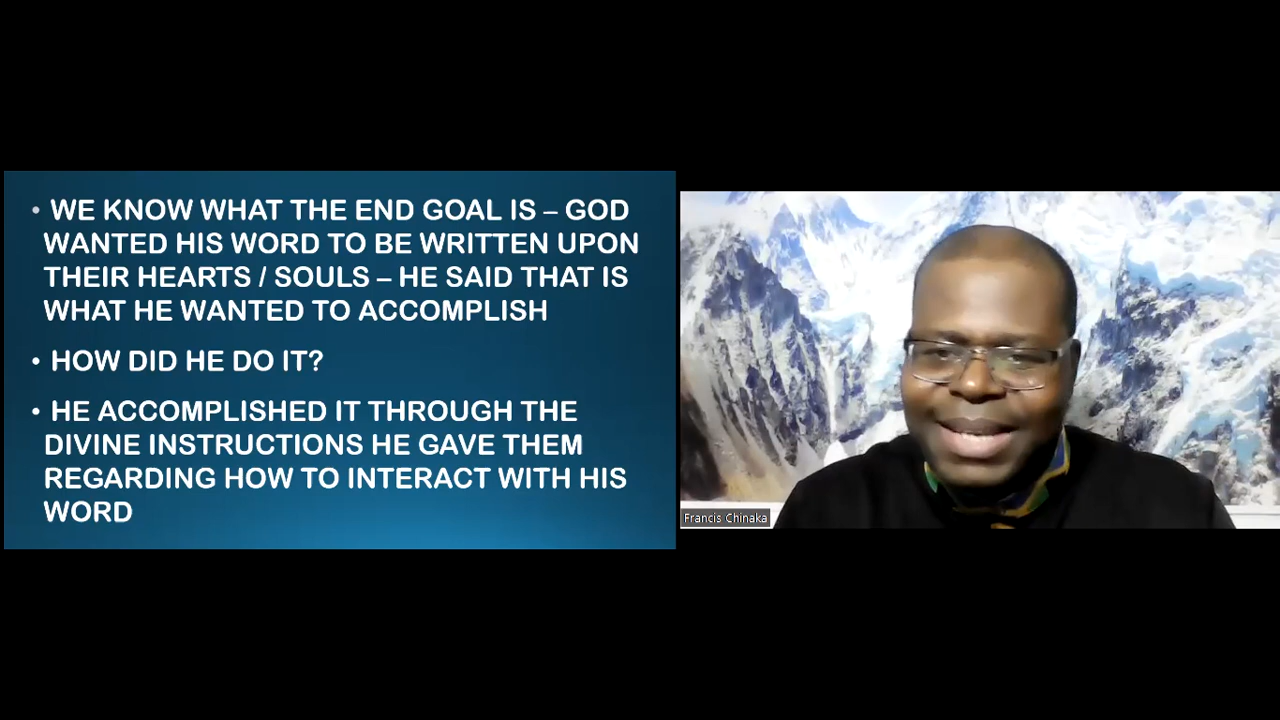 • WE KNOW WHAT THE END GOAL IS – GOD
WANTED HIS WORD TO BE WRITTEN UPON
THEIR HEARTS / SOULS – HE SAID THAT IS
WHAT HE WANTED TO ACCOMPLISH
• HOW DID HE DO IT?
• HE ACCOMPLISHED IT THROUGH THE
DIVINE INSTRUCTIONS HE GAVE THEM
REGARDING HOW TO INTERACT WITH HIS
WORD
Francis Chinaka